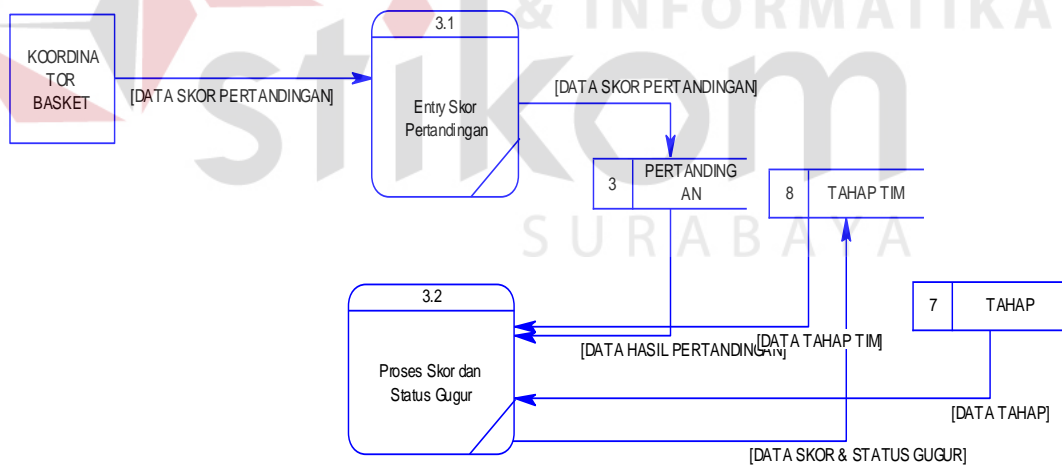 & INFORMATIKA
stikom
SURABAYA
KOORDINA
TOR
BASKET
[DATA SKOR PERTANDINGAN]
3.1
Entry Skor
Pertandingan
[DATA SKOR PERTANDINGAN]
3
PERTANDING
AN
8
TAHAP TIM
7
TAHAP
3.2
Proses Skor dan
Status Gugur
[DATA HASIL PERTANDINGAN]
[DATA TAHAP TIM]
[DATA TAHAP]
[DATA SKOR & STATUS GUGUR]